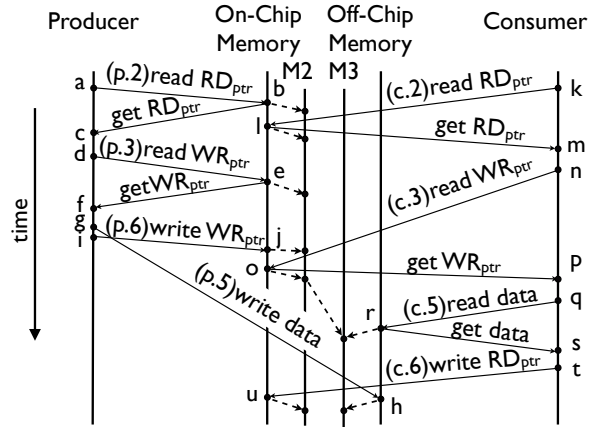 Producer
On-Chip Memory
Off-Chip Memory
Consumer
M2
M3
a
(p.2)read RDptr
b
(c.2)read RDptr
k
get RDptr
c
l
get RDptr
m
d
(p.3)read WRptr
e
n
getWRptr
(c.3)read WRptr
f
g
i
(p.6)write WRptr
j
o
get WRptr
p
(p.5)write data
q
(c.5)read data
r
get data
s
(c.6)write RDptr
t
u
h
time